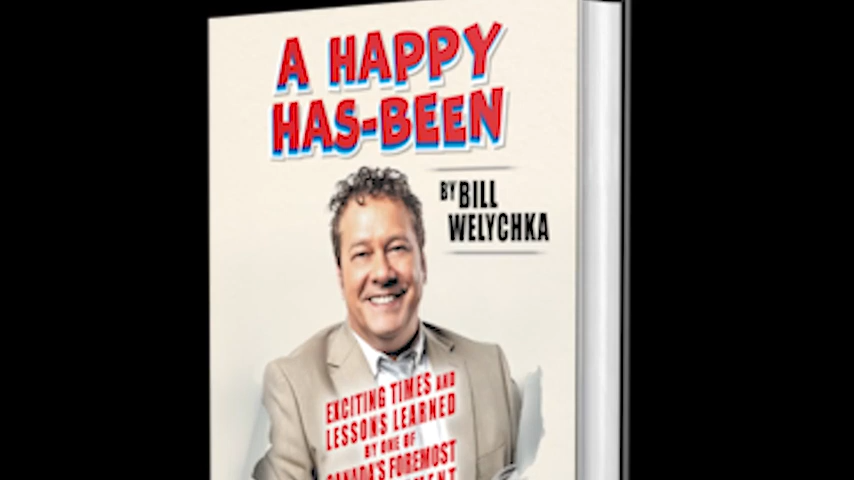 A HAPPY
HAS-BEEN
BY BILL
WELYCHKA
EXCITING TIMES AND
LESSONS LEARNED
BY ONE OF
CANADA'S FOREMOST